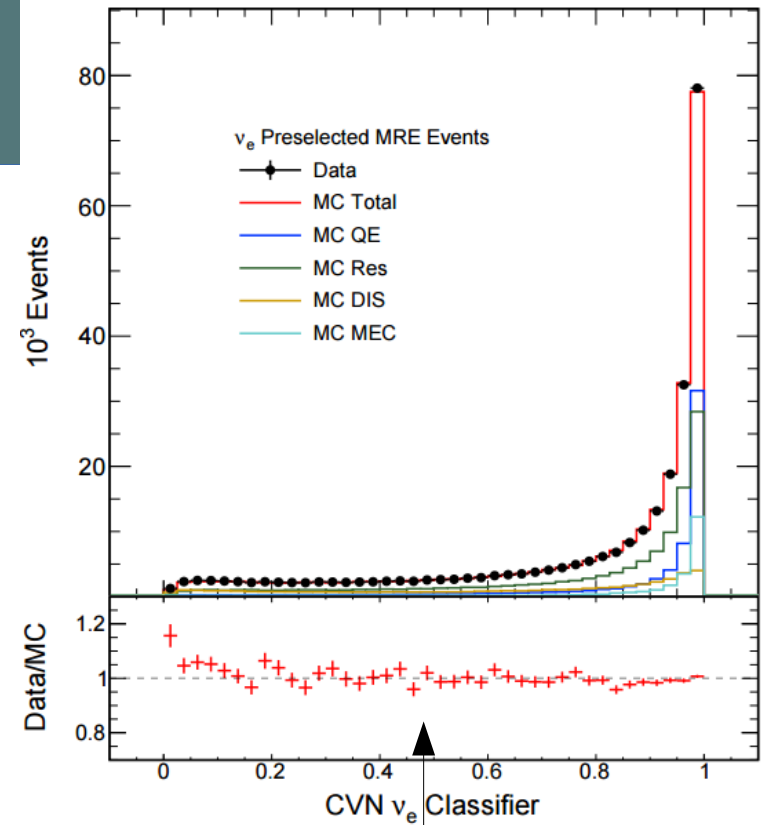 80
60
40
20
10³ Events
νₑ Preselected MRE Events
Data
MC Total
MC QE
MC Res
MC DIS
MC MEC
1.2
1
0.8
Data/MC
0 0.2 0.4 0.6 0.8 1
CVN νₑ Classifier